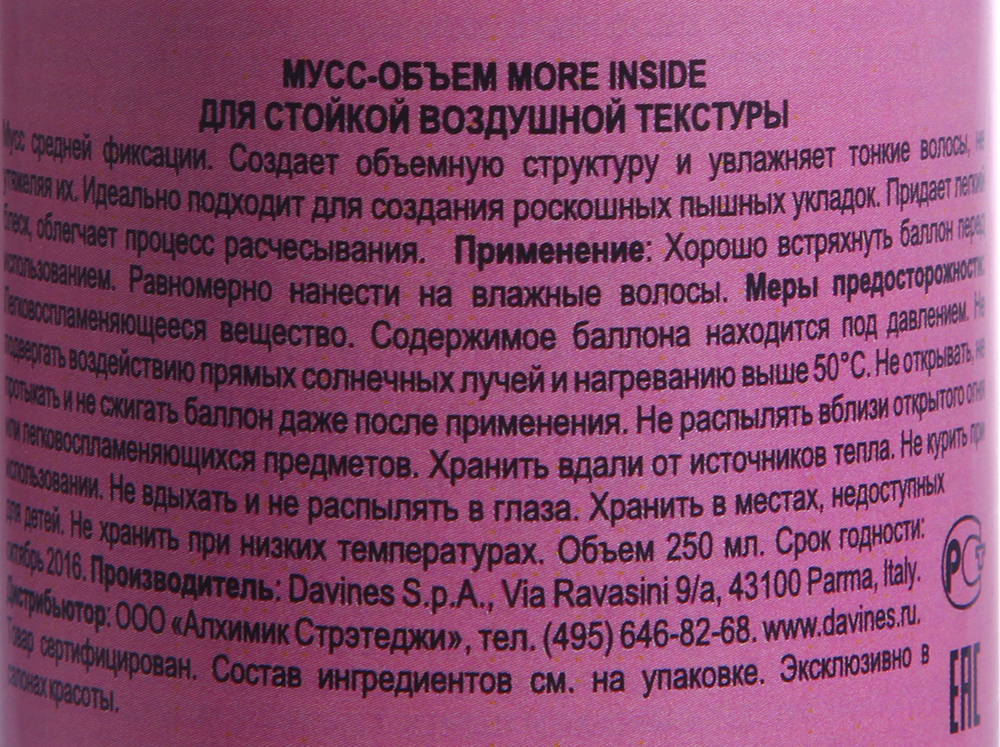 МУСС-ОБЪЕМ MORE INSIDE
ДЛЯ СТОЙКОЙ ВОЗДУШНОЙ ТЕКСТУРЫ
Мусс средней фиксации. Создает объемную структуру и увлажняет тонкие волосы, не
утяжеляя их. Идеально подходит для создания роскошных пышных укладок. Придает легкий
блеск, облегчает процесс расчесывания. Применение: Хорошо встряхнуть баллон перед
использованием. Равномерно нанести на влажные волосы. Меры предосторожности:
Легковоспламеняющееся вещество. Содержимое баллона находится под давлением. Не
подвергать воздействию прямых солнечных лучей и нагреванию выше 50°C. Не открывать, не
протыкать и не сжигать баллон даже после применения. Не распылять вблизи открытого огня
или легковоспламеняющихся предметов. Хранить вдали от источников тепла. Не курить при
использовании. Не вдыхать и не распылять в глаза. Хранить в местах, недоступных
для детей. Не хранить при низких температурах. Объем 250 мл. Срок годности:
октябрь 2016. Производитель: Davines S.p.A., Via Ravasini 9/a, 43100 Parma, Italy.
Дистрибьютор: ООО «Алхимик Стрэтеджи», тел. (495) 646-82-68. www.davines.ru.
Товар сертифицирован. Состав ингредиентов см. на упаковке. Эксклюзивно в
салонах красоты.
РСТ
EAC